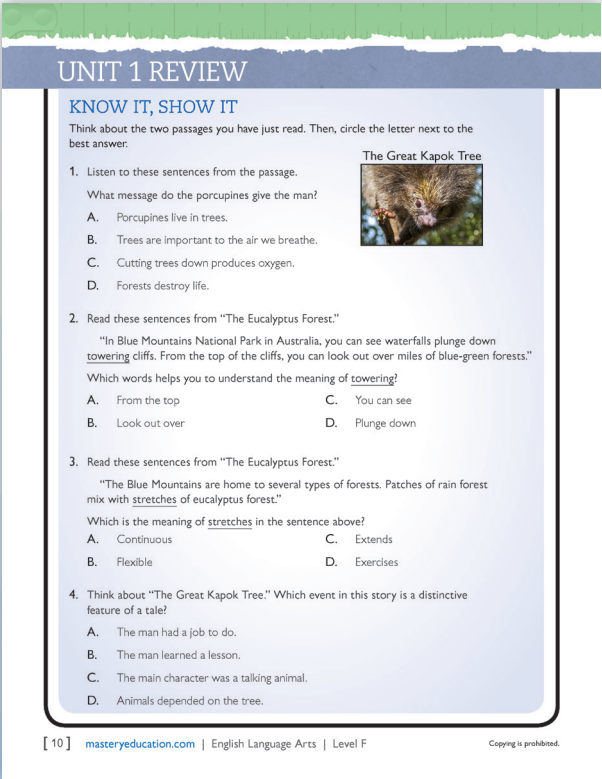 UNIT 1 REVIEW
KNOW IT, SHOW IT
Think about the two passages you have just read. Then, circle the letter next to the
best answer.
The Great Kapok Tree
1. Listen to these sentences from the passage.
What message do the porcupines give the man?
A. Porcupines live in trees.
B. Trees are important to the air we breathe.
C. Cutting trees down produces oxygen.
D. Forests destroy life.
2. Read these sentences from “The Eucalyptus Forest.”
“In Blue Mountains National Park in Australia, you can see waterfalls plunge down
towering cliffs. From the top of the cliffs, you can look out over miles of blue-green forests.”
Which words helps you to understand the meaning of towering?
A. From the top C. You can see
B. Look out over D. Plunge down
3. Read these sentences from “The Eucalyptus Forest.”
“The Blue Mountains are home to several types of forests. Patches of rain forest
mix with stretches of eucalyptus forest.”
Which is the meaning of stretches in the sentence above?
A. Continuous C. Extends
B. Flexible D. Exercises
4. Think about “The Great Kapok Tree.” Which event in this story is a distinctive
feature of a tale?
A. The man had a job to do.
B. The man learned a lesson.
C. The main character was a talking animal.
D. Animals depended on the tree.
[ 10 ] masteryeducation.com | English Language Arts | Level F Copying is prohibited.